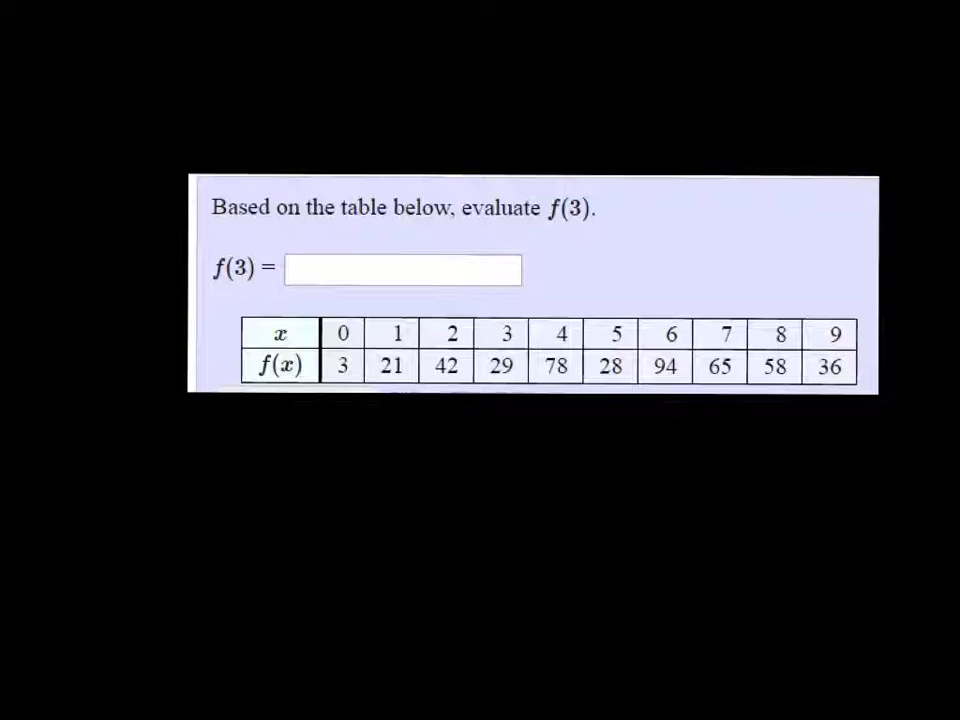 Based on the table below, evaluate f(3).
f(3) =
x 0 1 2 3 4 5 6 7 8 9
f(x) 3 21 42 29 78 28 94 65 58 36